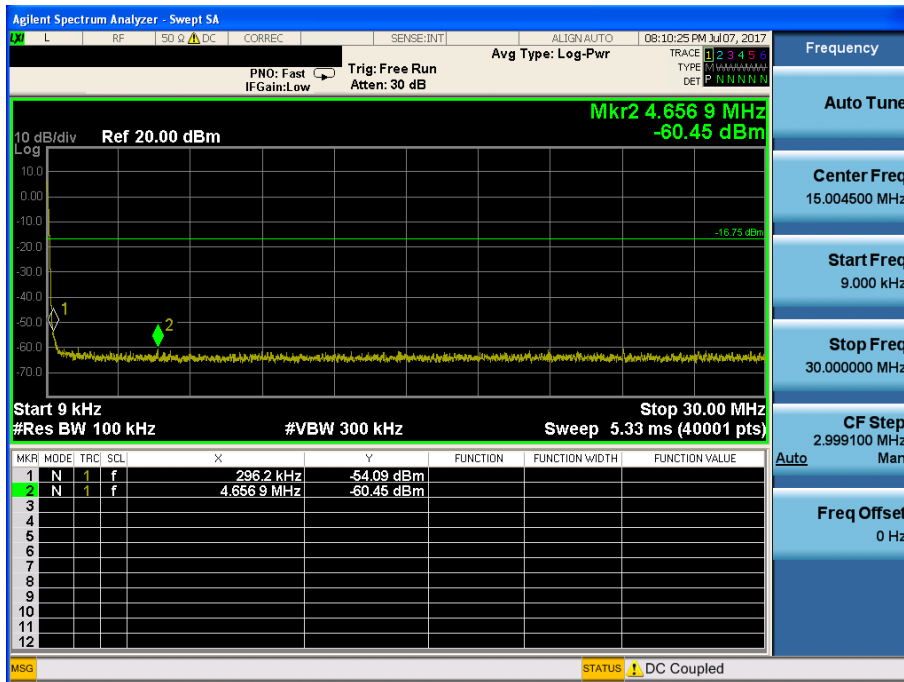 Agilent Spectrum Analyzer - Swept SA
LXI L RF 50 Ω DC CORREC SENSE:INT ALIGN AUTO 08:10:25 PM Jul 07, 2017
PNO: Fast
IFGain:Low
Trig: Free Run
Atten: 30 dB
Avg Type: Log-Pwr
TRACE 1 2 3 4 5 6
TYPE M W W W W W
DET P N N N N N
Mkr2 4.656 9 MHz
-60.45 dBm
10 dB/div Ref 20.00 dBm
Log
10.0
0.00
-10.0
-16.75 dBm
-20.0
-30.0
-40.0
1
-50.0
2
-60.0
-70.0
Start 9 kHz Stop 30.00 MHz
#Res BW 100 kHz #VBW 300 kHz Sweep 5.33 ms (40001 pts)
MKR MODE TRC SCL X Y FUNCTION FUNCTION WIDTH FUNCTION VALUE
1 N 1 f 296.2 kHz -54.09 dBm
2 N 1 f 4.656 9 MHz -60.45 dBm
3
4
5
6
7
8
9
10
11
12
MSG STATUS DC Coupled
Frequency
Auto Tune
Center Freq
15.004500 MHz
Start Freq
9.000 kHz
Stop Freq
30.000000 MHz
CF Step
2.999100 MHz
Auto Man
Freq Offset
0 Hz